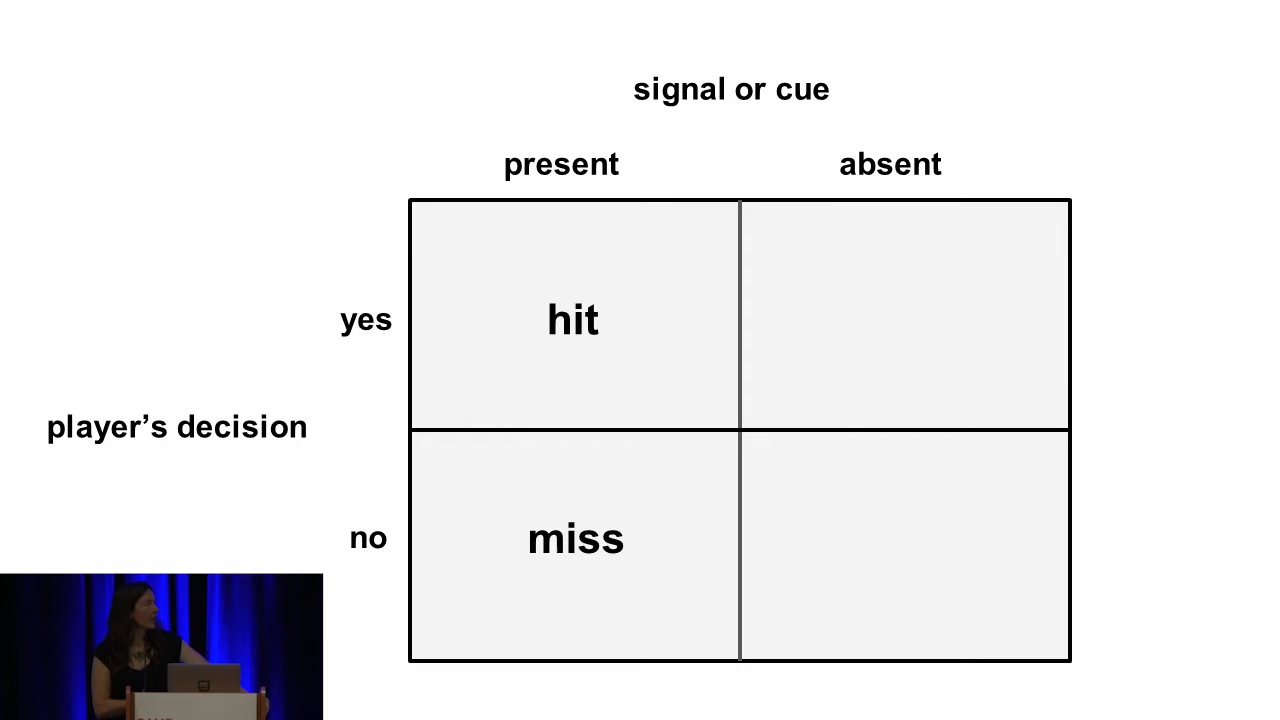 signal or cue
present absent
yes hit
player’s decision
no miss